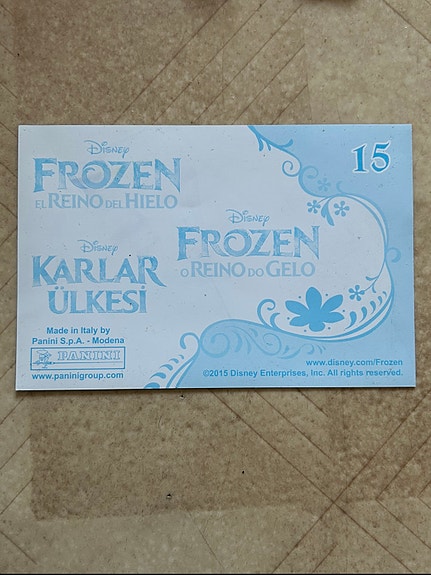 15
Disney
FROZEN
EL REINO DEL HIELO
Disney
FROZEN
O REINO DO GELO
Disney
KARLAR
ÜLKESİ
Made in Italy by
Panini S.p.A. - Modena
PANINI
www.paninigroup.com
www.disney.com/Frozen
©2015 Disney Enterprises, Inc. All rights reserved.